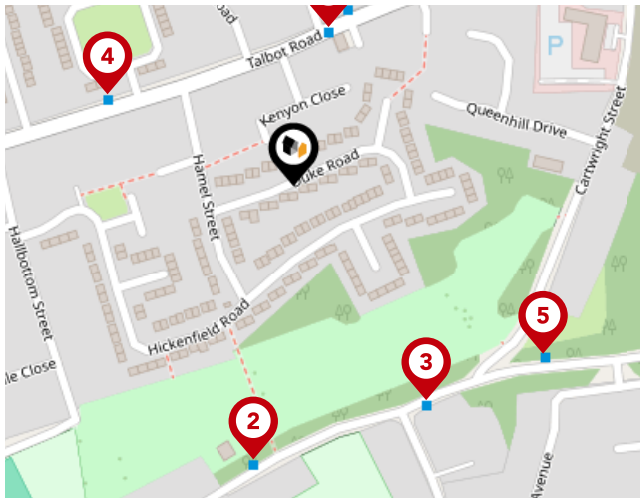 oad
Talbot Road
4
P
Kenyon Close
Queenhill Drive
Cartwright Street
Duke Road
Hamel Street
Hallbottom Street
Hickenfield Road
5
3
le Close
2
Avenue